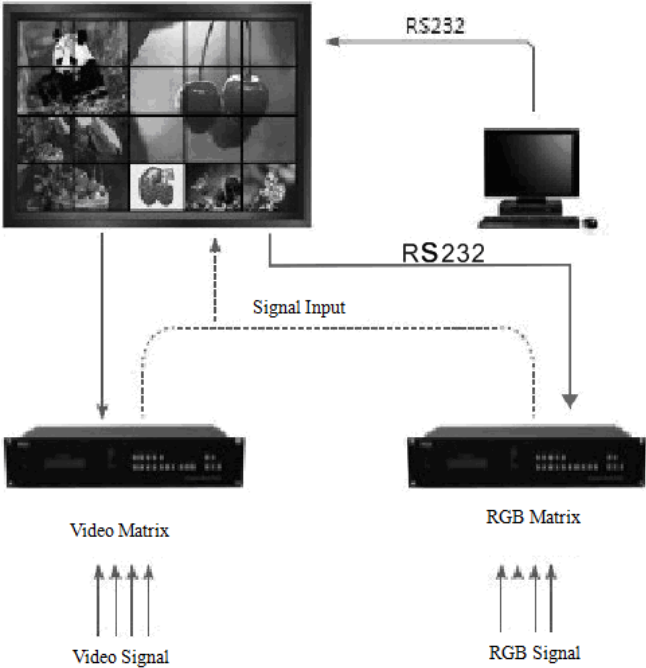 RS232
RS232
Signal Input
Video Matrix
RGB Matrix
Video Signal
RGB Signal